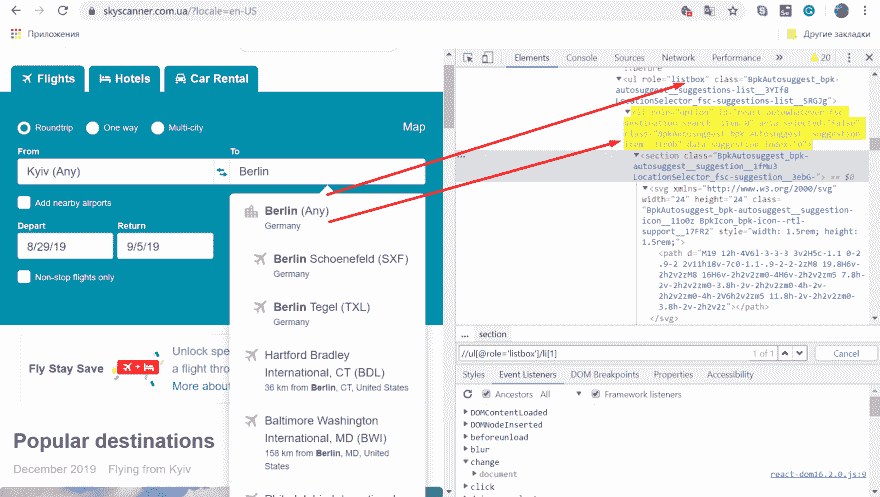 skyscanner.com.ua/?locale=en-US
Приложения
Другие закладки
Flights
Hotels
Car Rental
Roundtrip
One way
Multi-city
Map
From
To
Kyiv (Any)
Berlin
Add nearby airports
Depart
Return
8/29/19
9/5/19
Non-stop flights only
Berlin (Any)
Germany
Berlin Schoenefeld (SXF)
Germany
Berlin Tegel (TXL)
Germany
Hartford Bradley
International, CT (BDL)
36 km from Berlin, CT, United States
Baltimore Washington
International, MD (BWI)
158 km from Berlin, MD, United
States
Fly Stay Save
Unlock spe
a flight throu
More about
Popular destinations
December 2019
Flying from Kyiv
Elements
Console
Sources
Network
Performance
»
20
::before
<ul role="listbox" class="BpkAutosuggest_bpk-
autosuggest__suggestions-list__3YIf8
LocationSelector_fsc-suggestions-list__5RGJg">
<section class="BpkAutosuggest_bpk-
autosuggest__suggestion__1fMu3
LocationSelector_fsc-suggestion__3ebG-"> == $0
<svg xmlns="http://www.w3.org/2000/svg"
width="24" height="24" class=
"BpkAutosuggest_bpk-autosuggest__suggestion-
icon__11o0z BpkIcon_bpk-icon--rtl-
support__17FR2" style="width: 1.5rem; height:
1.5rem;">
<path d="M19 12h-4V6l-3-3-3 3v2H5c-1.1 0-2
.9-2 2v11h18v-7c0-1.1-.9-2-2-2zM8 19.8H6v-
2h2v2zM8 16H6v-2h2v2zm0-4H6v-2h2v2zm5 7.8h-
2v-2h2v2zm0-3.8h-2v-2h2v2zm0-4h-2v-
2h2v2zm0-4h-2V6h2v2zm5 11.8h-2v-2h2v2zm0-
3.8h-2v-2h2v2z"></path>
</svg>
...
section
//ul[@role='listbox']/li[1]
1 of 1
Cancel
Styles
Event Listeners
DOM Breakpoints
Properties
Accessibility
Ancestors
All
Framework listeners
DOMContentLoaded
DOMNodeInserted
beforeunload
blur
change
document
react-dom16.2.0.js:9
click